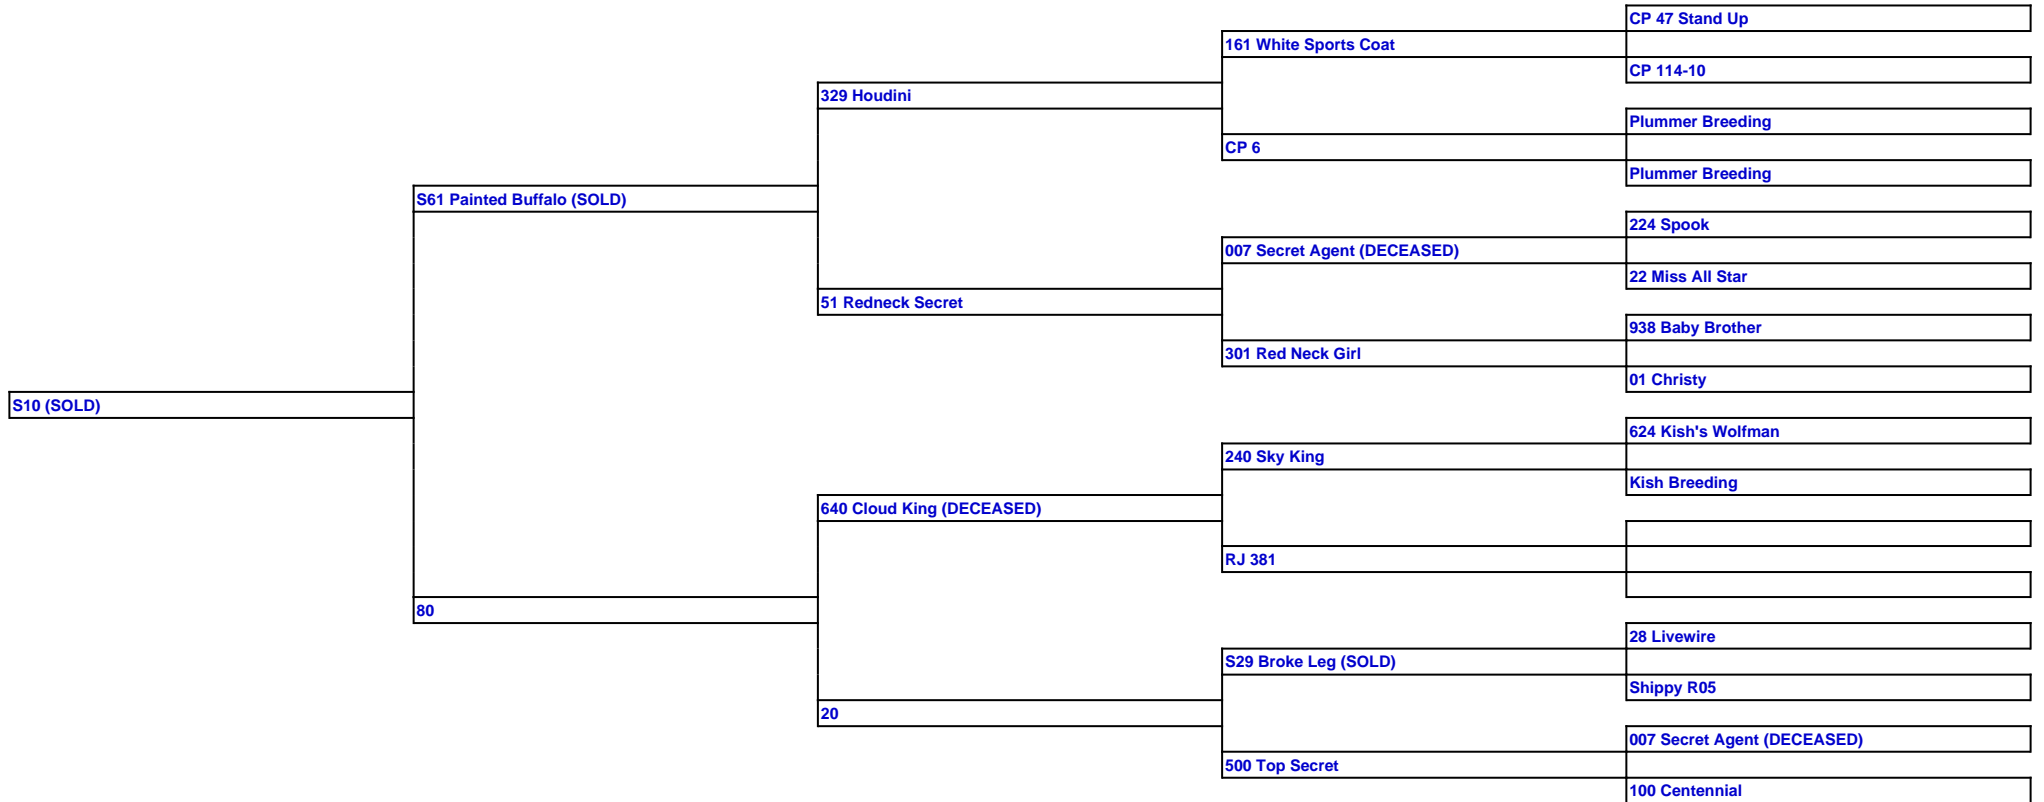 CP 47 Stand Up
161 White Sports Coat
CP 114-10
329 Houdini
Plummer Breeding
CP 6
Plummer Breeding
S61 Painted Buffalo (SOLD)
224 Spook
007 Secret Agent (DECEASED)
22 Miss All Star
51 Redneck Secret
938 Baby Brother
301 Red Neck Girl
01 Christy
S10 (SOLD)
624 Kish's Wolfman
240 Sky King
Kish Breeding
640 Cloud King (DECEASED)
RJ 381
80
28 Livewire
S29 Broke Leg (SOLD)
Shippy R05
20
007 Secret Agent (DECEASED)
500 Top Secret
100 Centennial